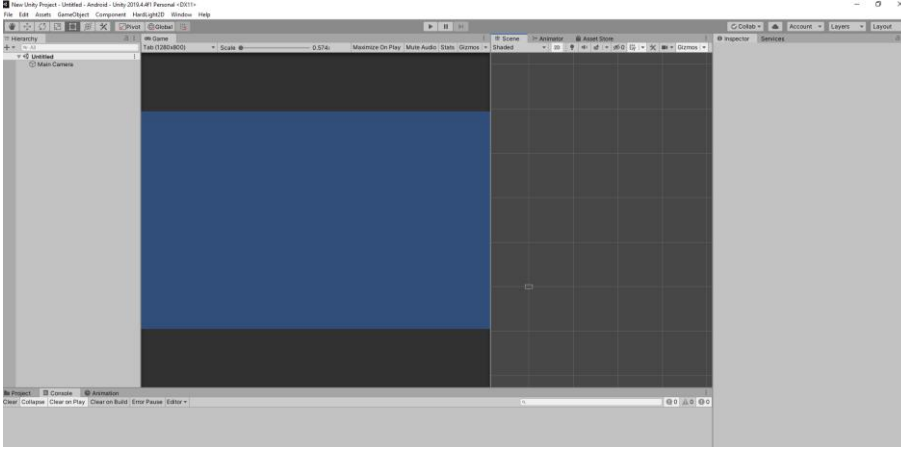 New Unity Project - Untitled - Android - Unity 2019.4.4f1 Personal <DX11>
File Edit Assets GameObject Component HardLight2D Window Help
Pivot Global Collab Account Layers Layout
Hierarchy Game Scene Animator Asset Store Inspector Services
All Tab (1280x800) Scale 0.574x Maximize On Play Mute Audio Stats Gizmos Shaded 2D 0 Gizmos
Untitled
Main Camera
Project Console Animation
Clear Collapse Clear on Play Clear on Build Error Pause Editor 0 0 0